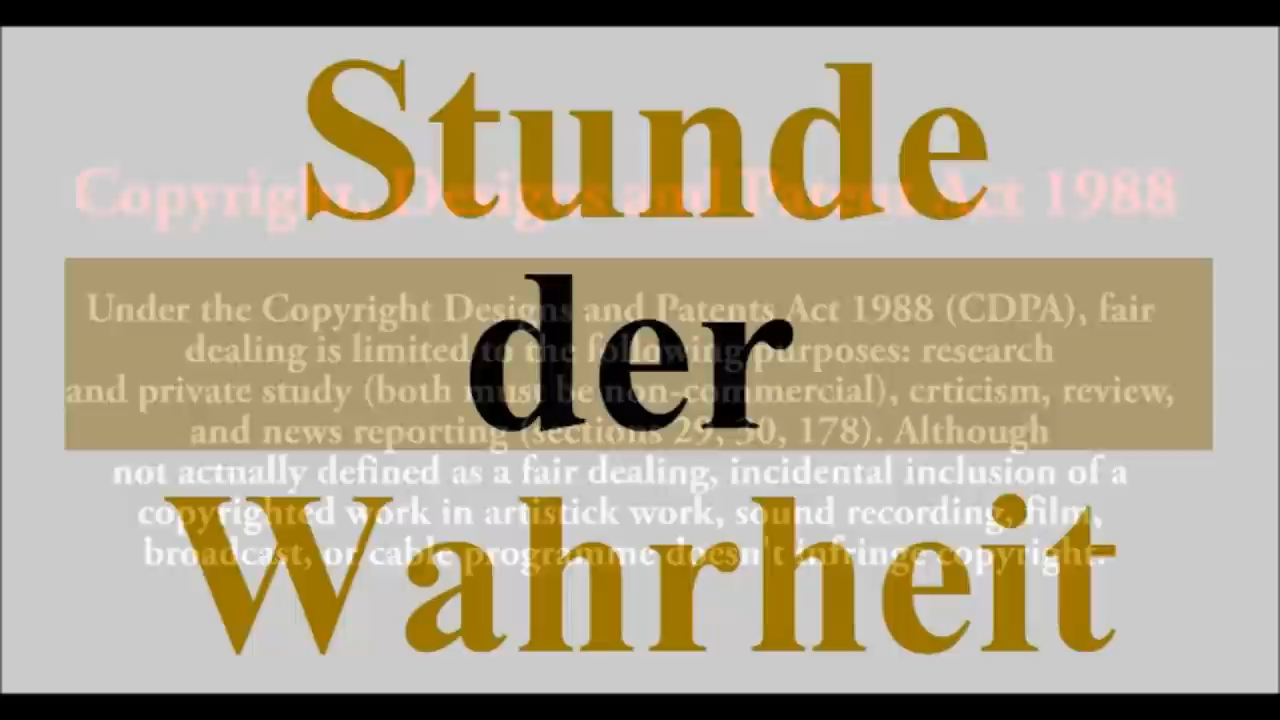 Stunde
Copyright, Designs and Patent Act 1988
Under the Copyright Designs and Patents Act 1988 (CDPA), fair
der
dealing is limited to the following purposes: research
and private study (both must be non-commercial), crticism, review,
and news reporting (sections 29, 30, 178). Although
not actually defined as a fair dealing, incidental inclusion of a
copyrighted work in artistick work, sound recording, film,
broadcast, or cable programme doesn't infringe copyright.
Wahrheit